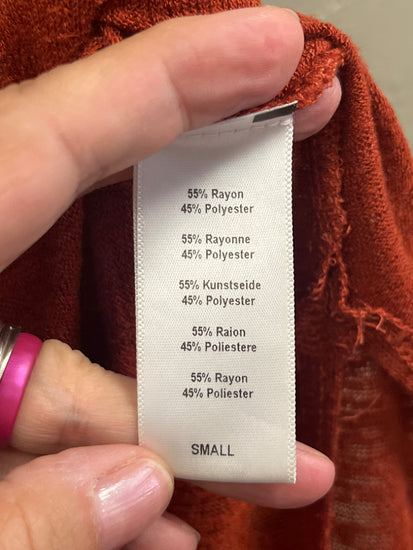 55% Rayon
45% Polyester
55% Rayonne
45% Polyester
55% Kunstseide
45% Polyester
55% Raion
45% Poliestere
55% Rayon
45% Poliester
SMALL